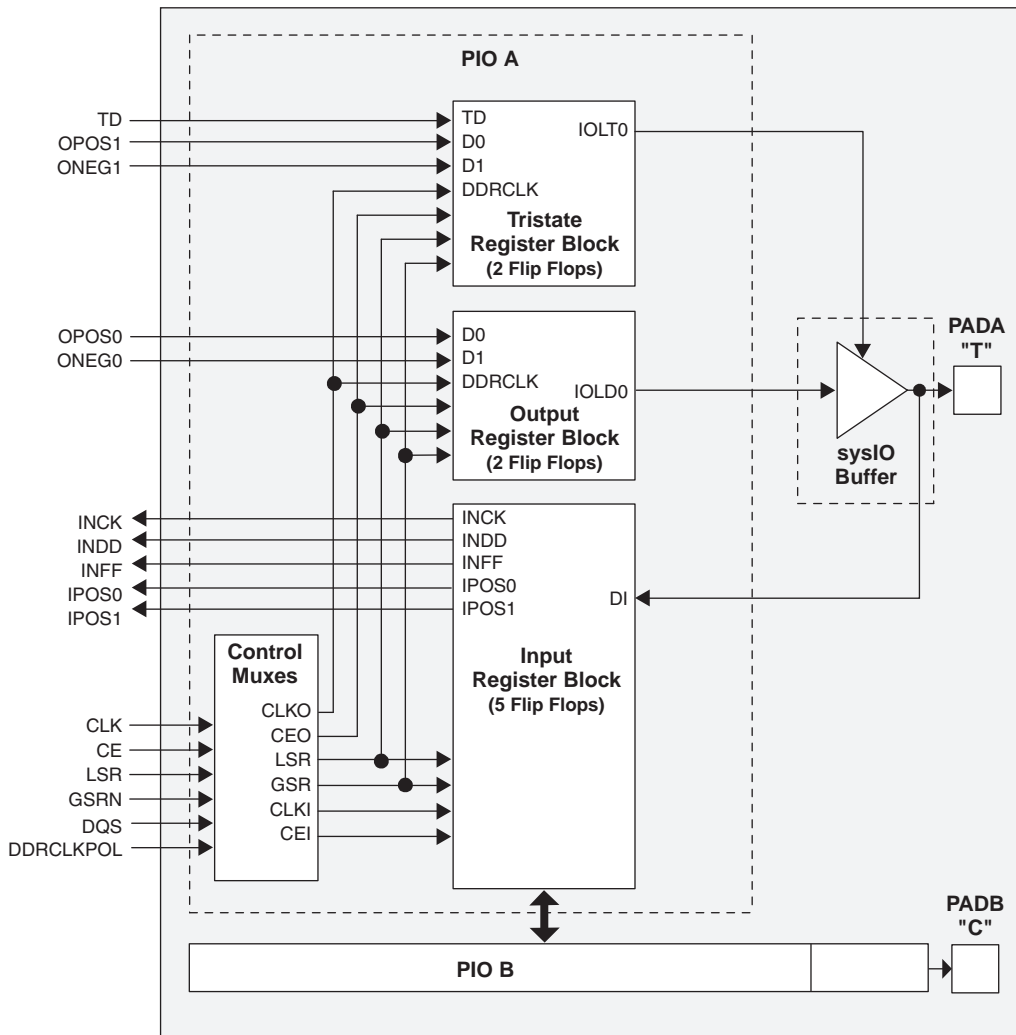 PIO A
TD
OPOS1
ONEG1
TD
D0
D1
DDRCLK
IOLT0
Tristate
Register Block
(2 Flip Flops)
OPOS0
ONEG0
D0
D1
DDRCLK
IOLD0
Output
Register Block
(2 Flip Flops)
sysIO
Buffer
PADA
"T"
INCK
INDD
INFF
IPOS0
IPOS1
INCK
INDD
INFF
IPOS0
IPOS1
DI
Input
Register Block
(5 Flip Flops)
Control
Muxes
CLKO
CEO
LSR
GSR
CLKI
CEI
CLK
CE
LSR
GSRN
DQS
DDRCLKPOL
PIO B
PADB
"C"